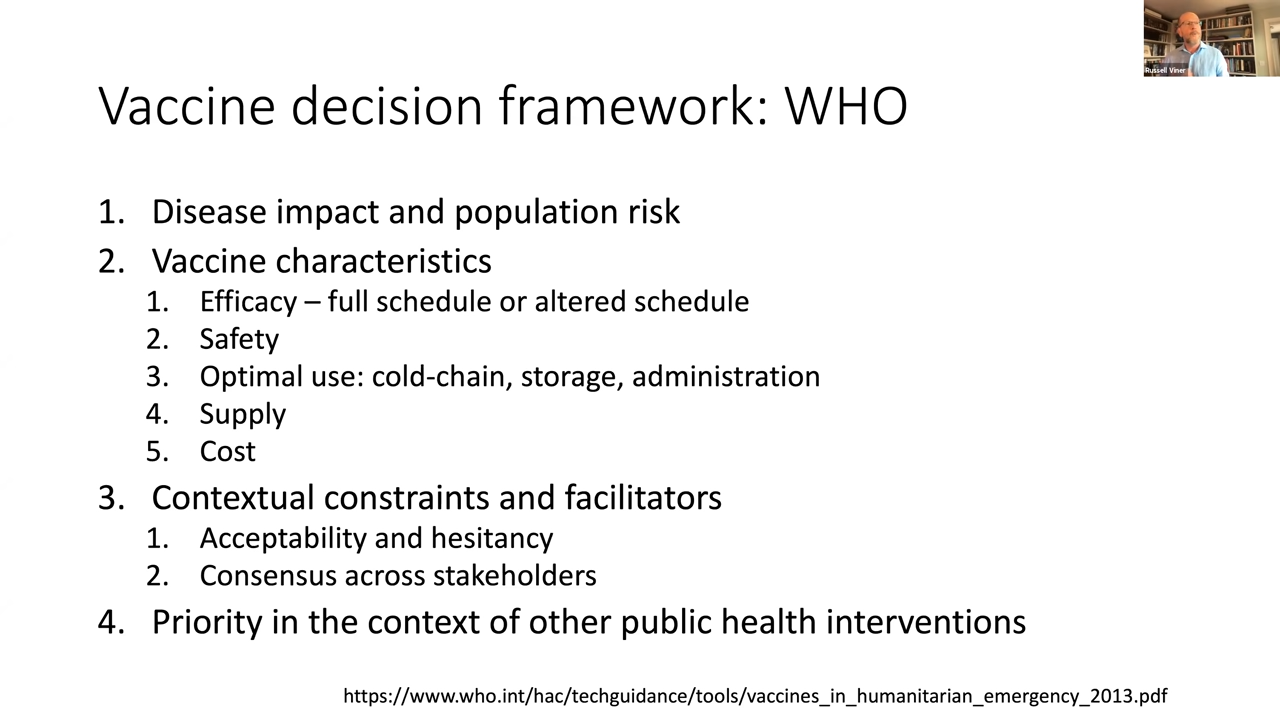 Russell Viner
Vaccine decision framework: WHO
1. Disease impact and population risk
2. Vaccine characteristics
1. Efficacy – full schedule or altered schedule
2. Safety
3. Optimal use: cold-chain, storage, administration
4. Supply
5. Cost
3. Contextual constraints and facilitators
1. Acceptability and hesitancy
2. Consensus across stakeholders
4. Priority in the context of other public health interventions
https://www.who.int/hac/techguidance/tools/vaccines_in_humanitarian_emergency_2013.pdf